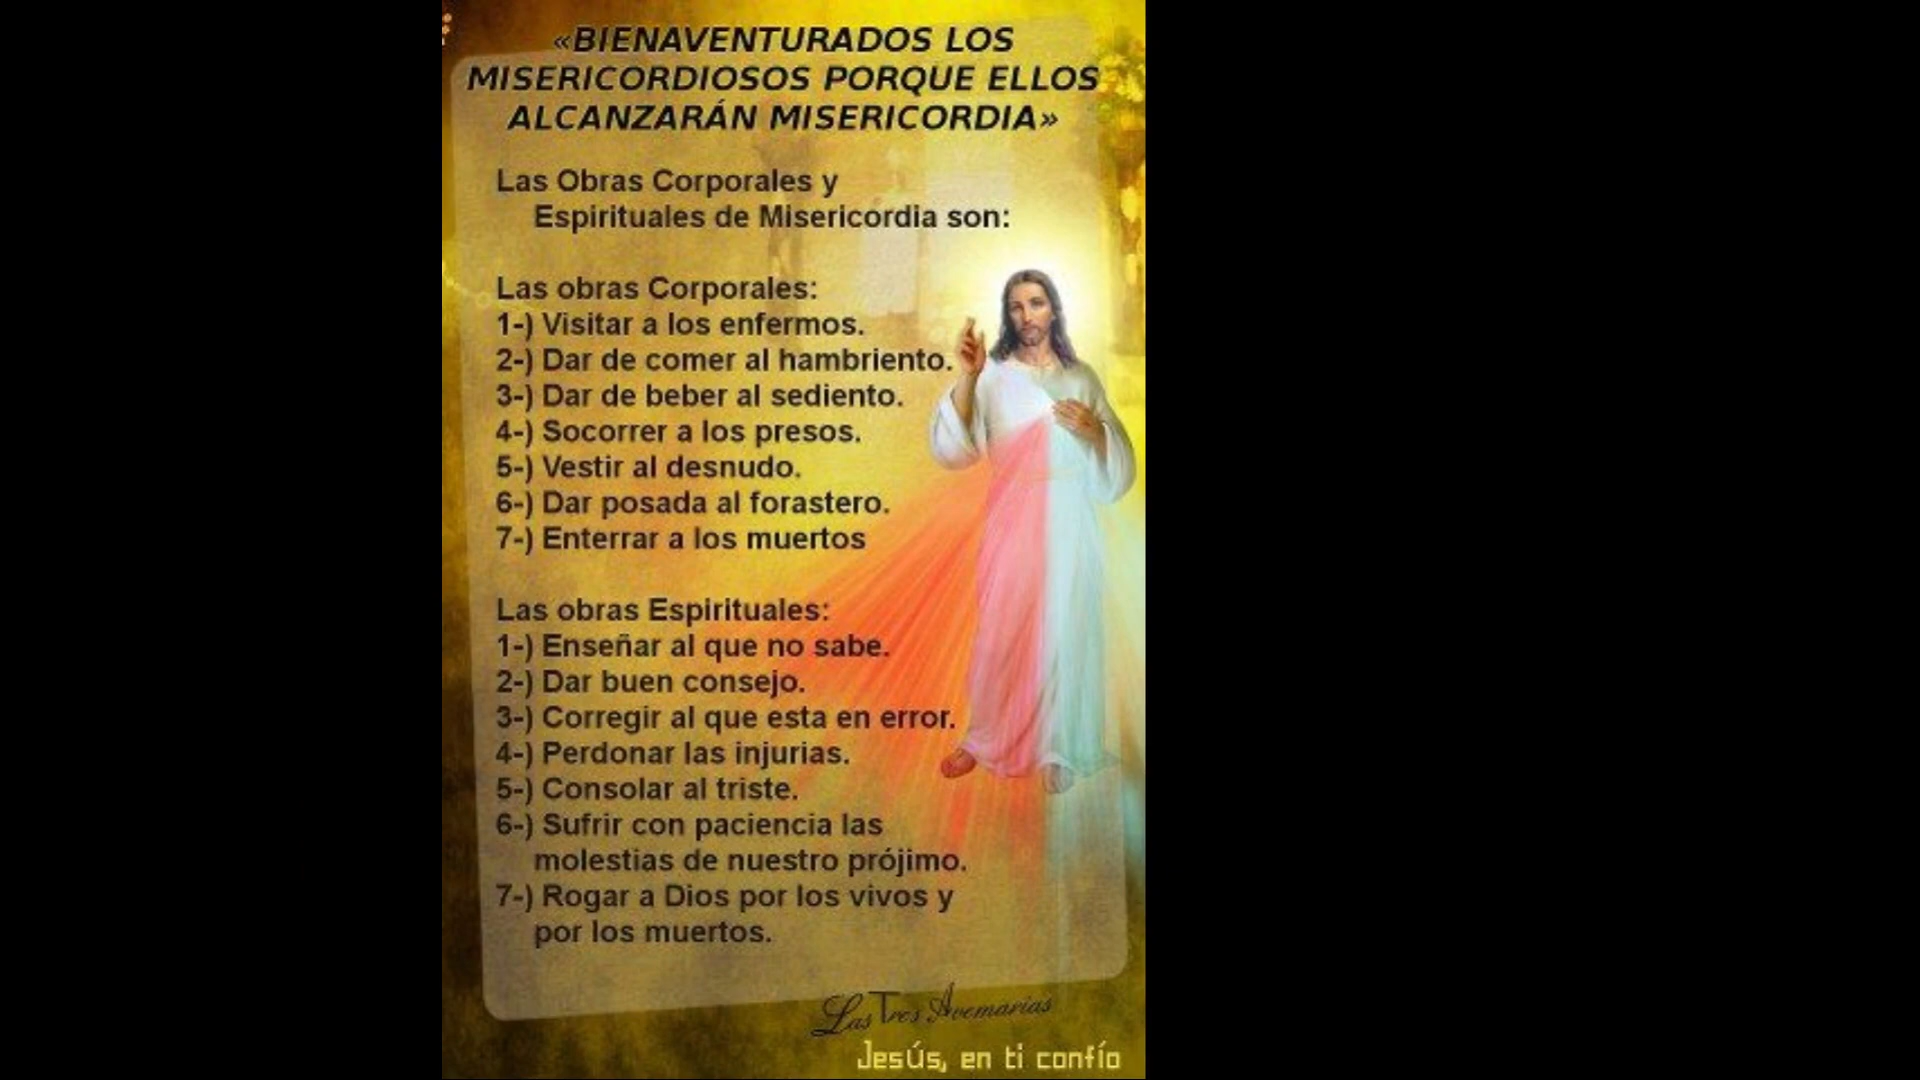 «BIENAVENTURADOS LOS
MISERICORDIOSOS PORQUE ELLOS
ALCANZARÁN MISERICORDIA»
Las Obras Corporales y
Espirituales de Misericordia son:
Las obras Corporales:
1-) Visitar a los enfermos.
2-) Dar de comer al hambriento.
3-) Dar de beber al sediento.
4-) Socorrer a los presos.
5-) Vestir al desnudo.
6-) Dar posada al forastero.
7-) Enterrar a los muertos
Las obras Espirituales:
1-) Enseñar al que no sabe.
2-) Dar buen consejo.
3-) Corregir al que esta en error.
4-) Perdonar las injurias.
5-) Consolar al triste.
6-) Sufrir con paciencia las
molestias de nuestro prójimo.
7-) Rogar a Dios por los vivos y
por los muertos.
Las Tres Avemarías
Jesús, en ti confío